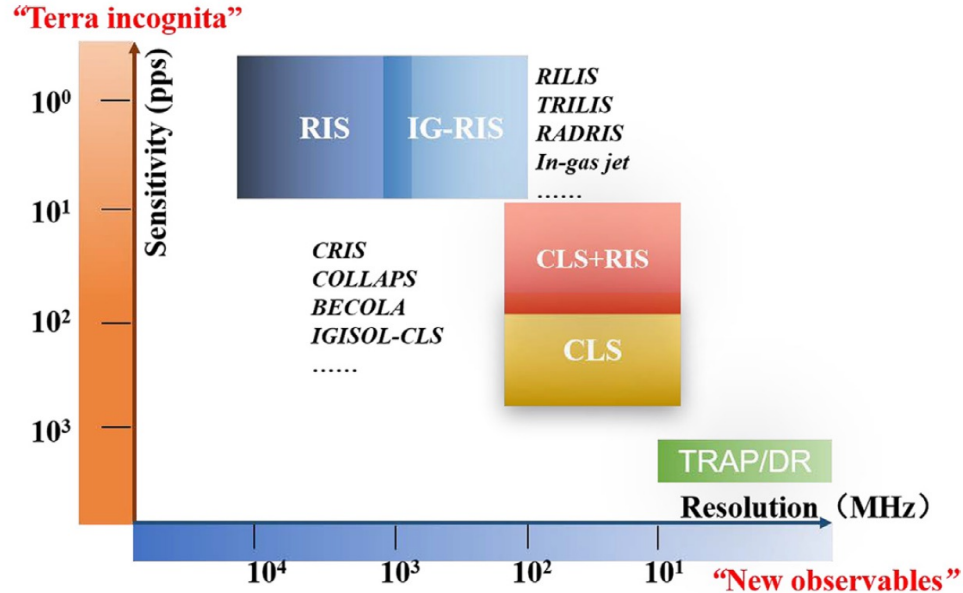 “Terra incognita”
Sensitivity (pps)
10⁰
10¹
10²
10³
RIS
IG-RIS
RILIS
TRILIS
RADRIS
In-gas jet
......
CRIS
COLLAPS
BECOLA
IGISOL-CLS
......
CLS+RIS
CLS
TRAP/DR
Resolution（MHz）
10⁴
10³
10²
10¹
“New observables”